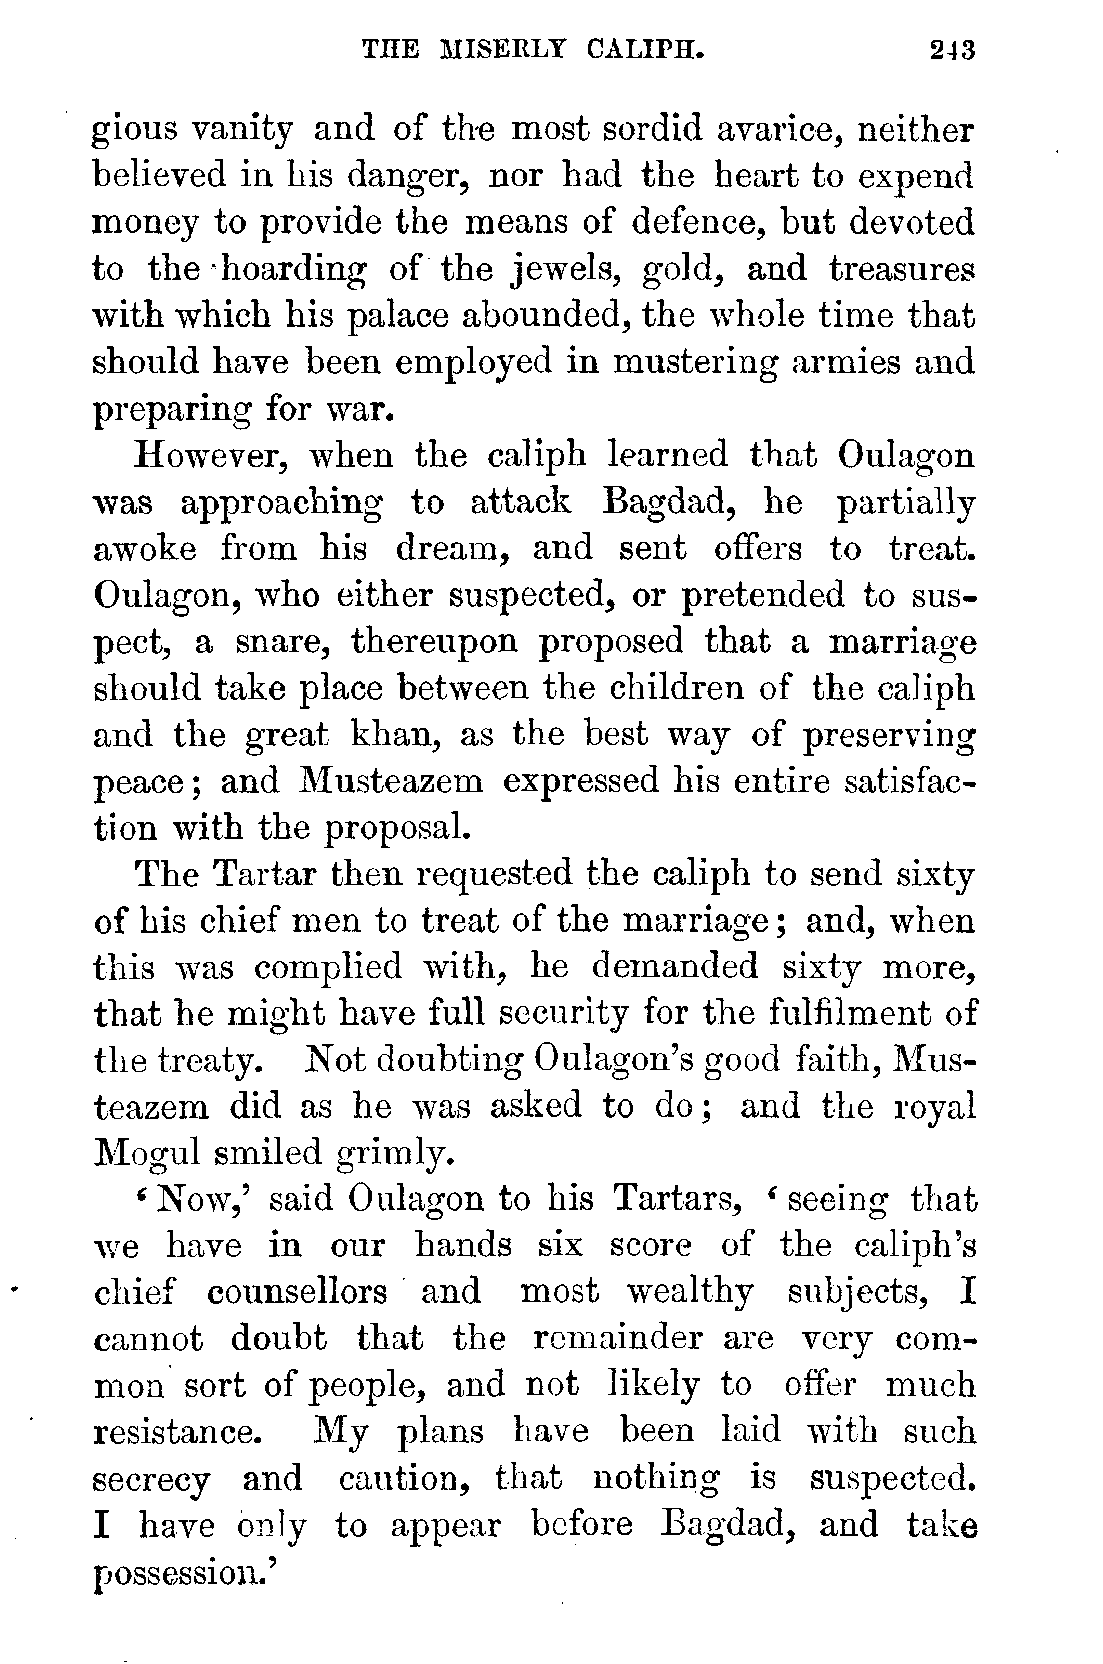 THE MISERLY CALIPH. 243
gious vanity and of the most sordid avarice, neither
believed in his danger, nor had the heart to expend
money to provide the means of defence, but devoted
to the hoarding of the jewels, gold, and treasures
with which his palace abounded, the whole time that
should have been employed in mustering armies and
preparing for war.
However, when the caliph learned that Oulagon
was approaching to attack Bagdad, he partially
awoke from his dream, and sent offers to treat.
Oulagon, who either suspected, or pretended to sus-
pect, a snare, thereupon proposed that a marriage
should take place between the children of the caliph
and the great khan, as the best way of preserving
peace; and Musteazem expressed his entire satisfac-
tion with the proposal.
The Tartar then requested the caliph to send sixty
of his chief men to treat of the marriage; and, when
this was complied with, he demanded sixty more,
that he might have full security for the fulfilment of
the treaty. Not doubting Oulagon's good faith, Mus-
teazem did as he was asked to do; and the royal
Mogul smiled grimly.
‘Now,’ said Oulagon to his Tartars, ‘seeing that
we have in our hands six score of the caliph's
chief counsellors and most wealthy subjects, I
cannot doubt that the remainder are very com-
mon sort of people, and not likely to offer much
resistance. My plans have been laid with such
secrecy and caution, that nothing is suspected.
I have only to appear before Bagdad, and take
possession.’